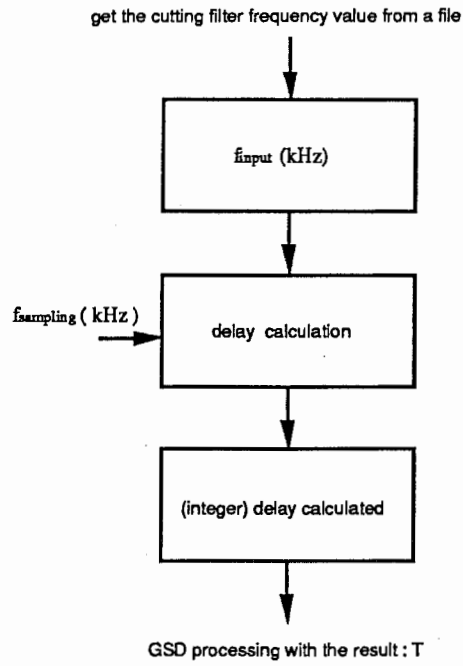 get the cutting filter frequency value from a file
finput (kHz)
fsampling ( kHz )
delay calculation
(integer) delay calculated
GSD processing with the result : T